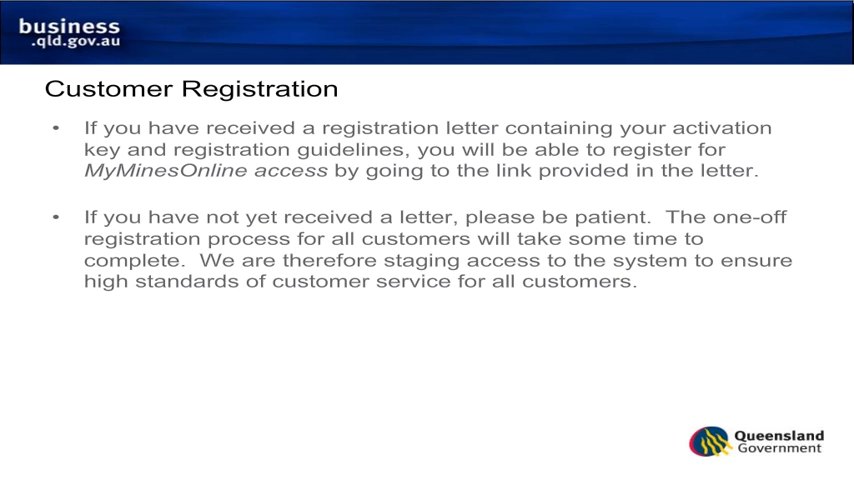 business
.qld.gov.au
Customer Registration
• If you have received a registration letter containing your activation
key and registration guidelines, you will be able to register for
MyMinesOnline access by going to the link provided in the letter.
• If you have not yet received a letter, please be patient.  The one-off
registration process for all customers will take some time to
complete.  We are therefore staging access to the system to ensure
high standards of customer service for all customers.
Queensland
Government